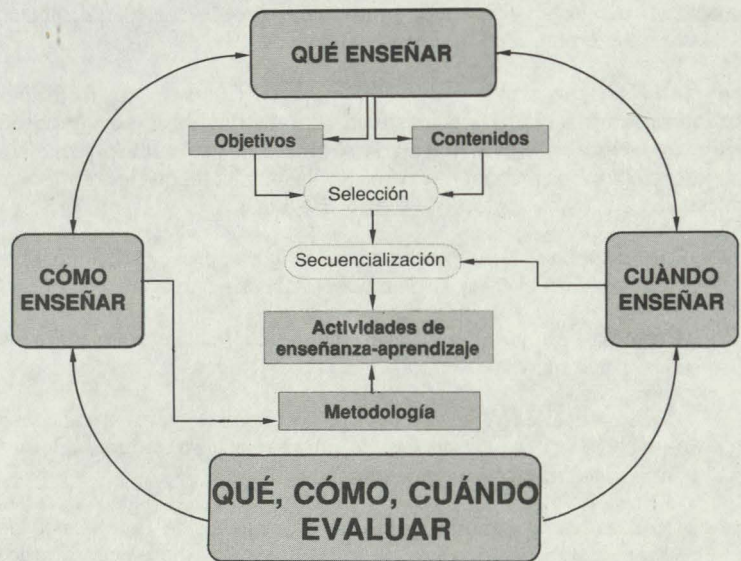 QUÉ ENSEÑAR
Objetivos
Contenidos
Selección
Secuencialización
CÓMO
ENSEÑAR
CUÀNDO
ENSEÑAR
Actividades de
enseñanza-aprendizaje
Metodología
QUÉ, CÓMO, CUÁNDO
EVALUAR